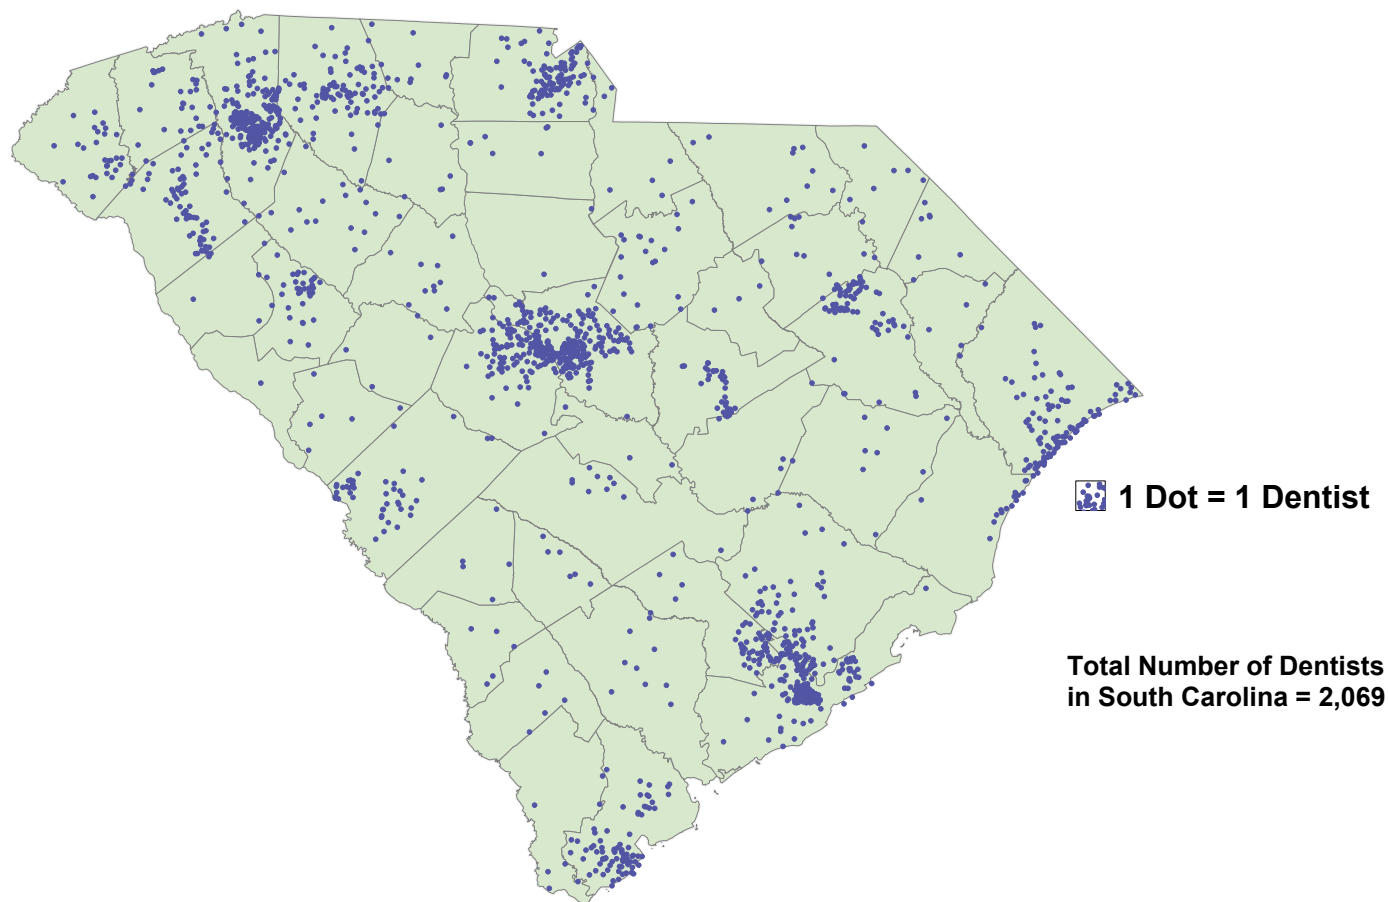 1 Dot = 1 Dentist
Total Number of Dentists
in South Carolina = 2,069